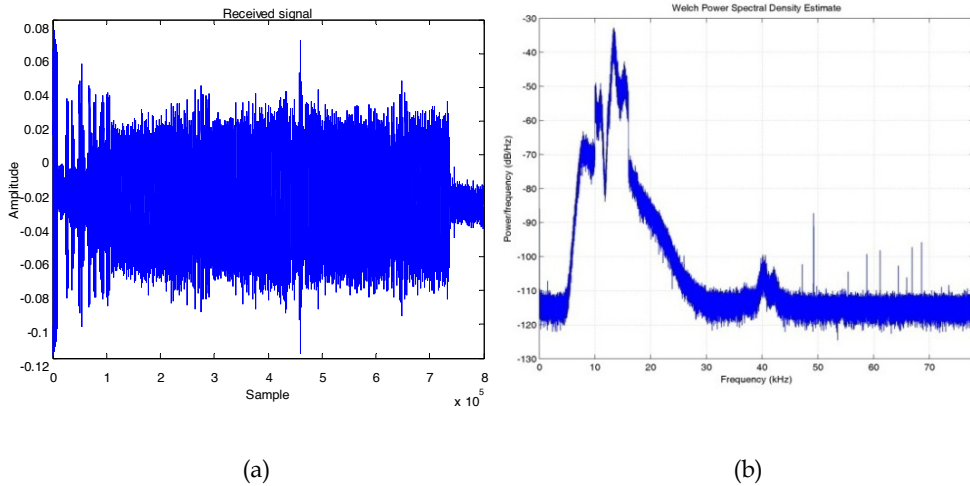 Received signal
0.08
0.06
0.04
0.02
0
-0.02
-0.04
-0.06
-0.08
-0.1
-0.12
Amplitude
0 1 2 3 4 5 6 7 8
x 10⁵
Sample
(a)
Welch Power Spectral Density Estimate
-30
-40
-50
-60
-70
-80
-90
-100
-110
-120
-130
Power/frequency (dB/Hz)
0 10 20 30 40 50 60 70
Frequency (kHz)
(b)